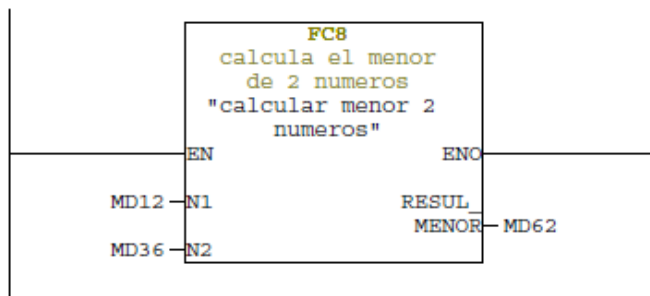 FC8
calcula el menor
de 2 numeros
"calcular menor 2
numeros"
EN ENO
MD12 N1 RESUL_
MENOR MD62
MD36 N2